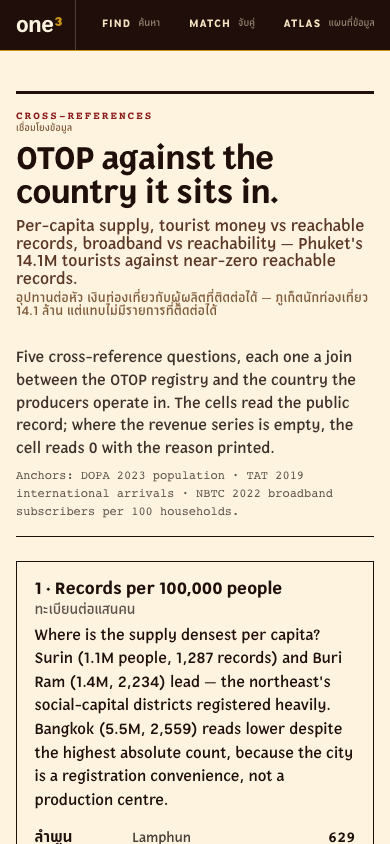 one³ FIND ค้นหา MATCH จับคู่ ATLAS แผนที่ข้อมูล
CROSS-REFERENCES
เชื่อมโยงข้อมูล
OTOP against the
country it sits in.
Per-capita supply, tourist money vs reachable
records, broadband vs reachability — Phuket's
14.1M tourists against near-zero reachable
records.
อุปทานต่อหัว เงินท่องเที่ยวกับผู้ผลิตที่ติดต่อได้ — ภูเก็ตนักท่องเที่ยว
14.1 ล้าน แต่แทบไม่มีรายการที่ติดต่อได้
Five cross-reference questions, each one a join
between the OTOP registry and the country the
producers operate in. The cells read the public
record; where the revenue series is empty, the
cell reads 0 with the reason printed.
Anchors: DOPA 2023 population · TAT 2019
international arrivals · NBTC 2022 broadband
subscribers per 100 households.
1 · Records per 100,000 people
ทะเบียนต่อแสนคน
Where is the supply densest per capita?
Surin (1.1M people, 1,287 records) and Buri
Ram (1.4M, 2,234) lead — the northeast's
social-capital districts registered heavily.
Bangkok (5.5M, 2,559) reads lower despite
the highest absolute count, because the city
is a registration convenience, not a
production centre.
ลำพูน Lamphun 629